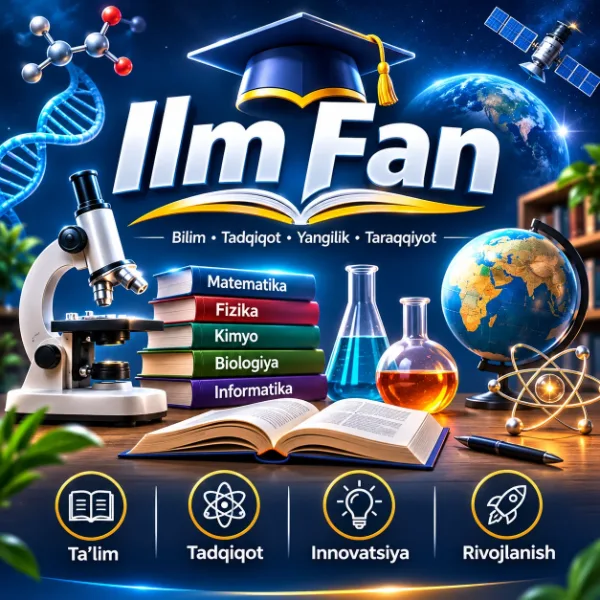 Ilm Fan
Bilim • Tadqiqot • Yangilik • Taraqqiyot
Matematika
Fizika
Kimyo
Biologiya
Informatika
Ta'lim
Tadqiqot
Innovatsiya
Rivojlanish